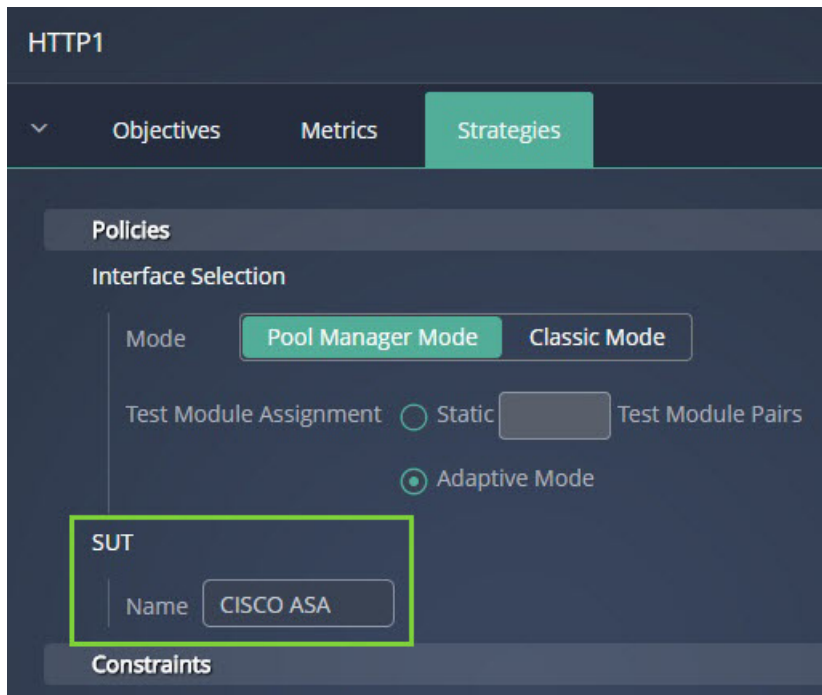 HTTP1
Objectives Metrics Strategies
Policies
Interface Selection
Mode Pool Manager Mode Classic Mode
Test Module Assignment Static Test Module Pairs
Adaptive Mode
SUT
Name CISCO ASA
Constraints